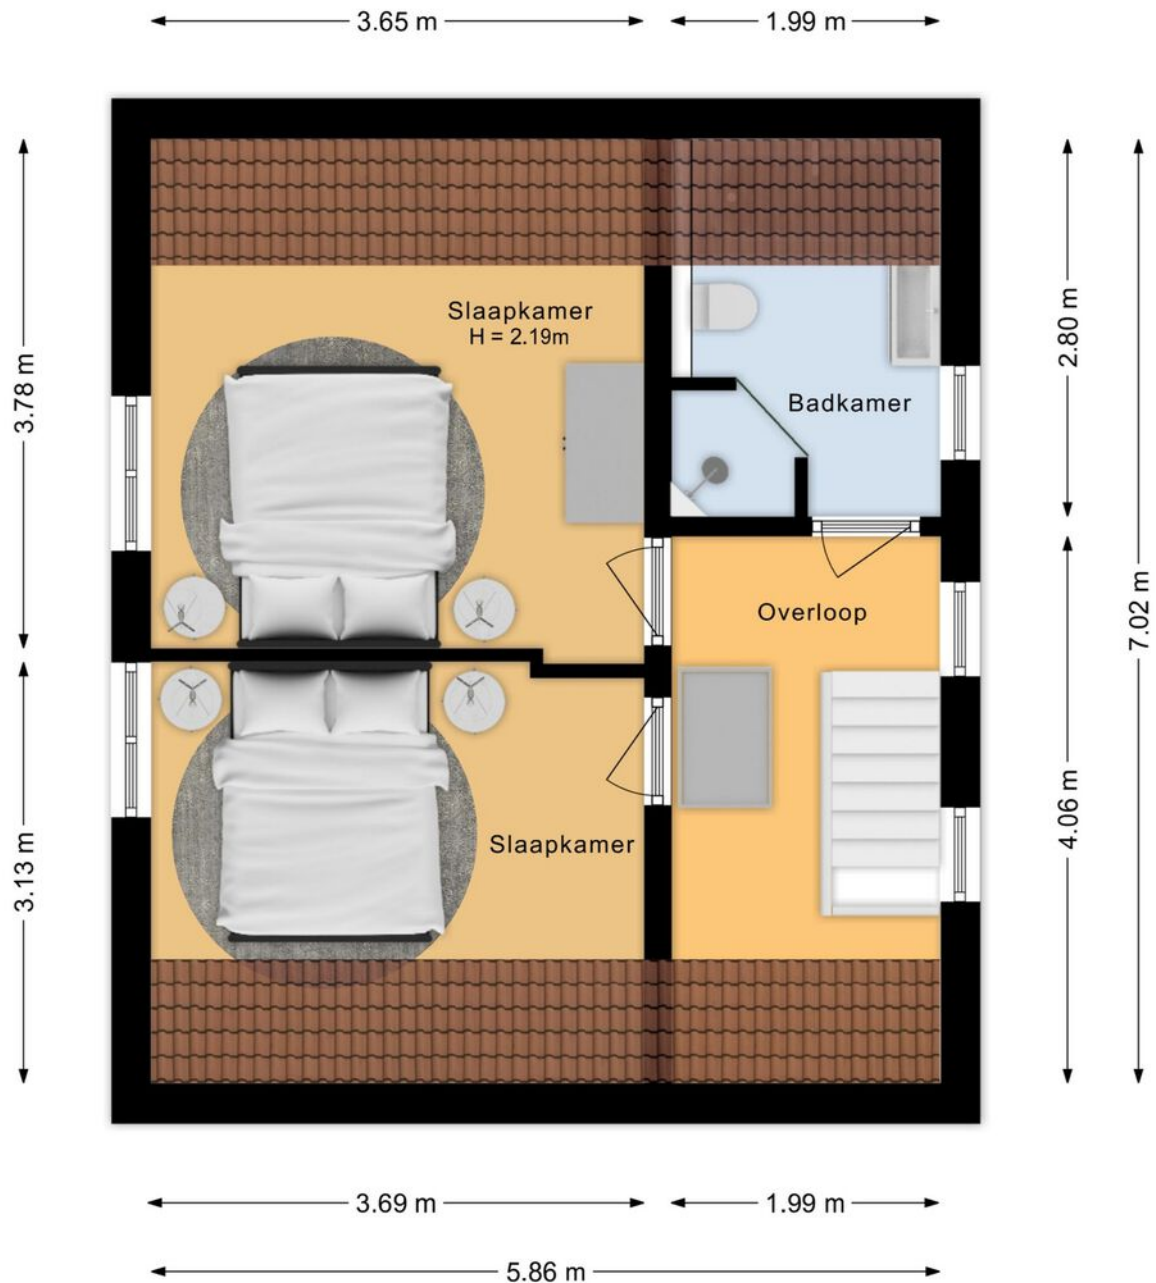 3.65 m
1.99 m
3.78 m
3.13 m
2.80 m
4.06 m
7.02 m
Slaapkamer
H = 2.19m
Badkamer
Overloop
Slaapkamer
3.69 m
1.99 m
5.86 m